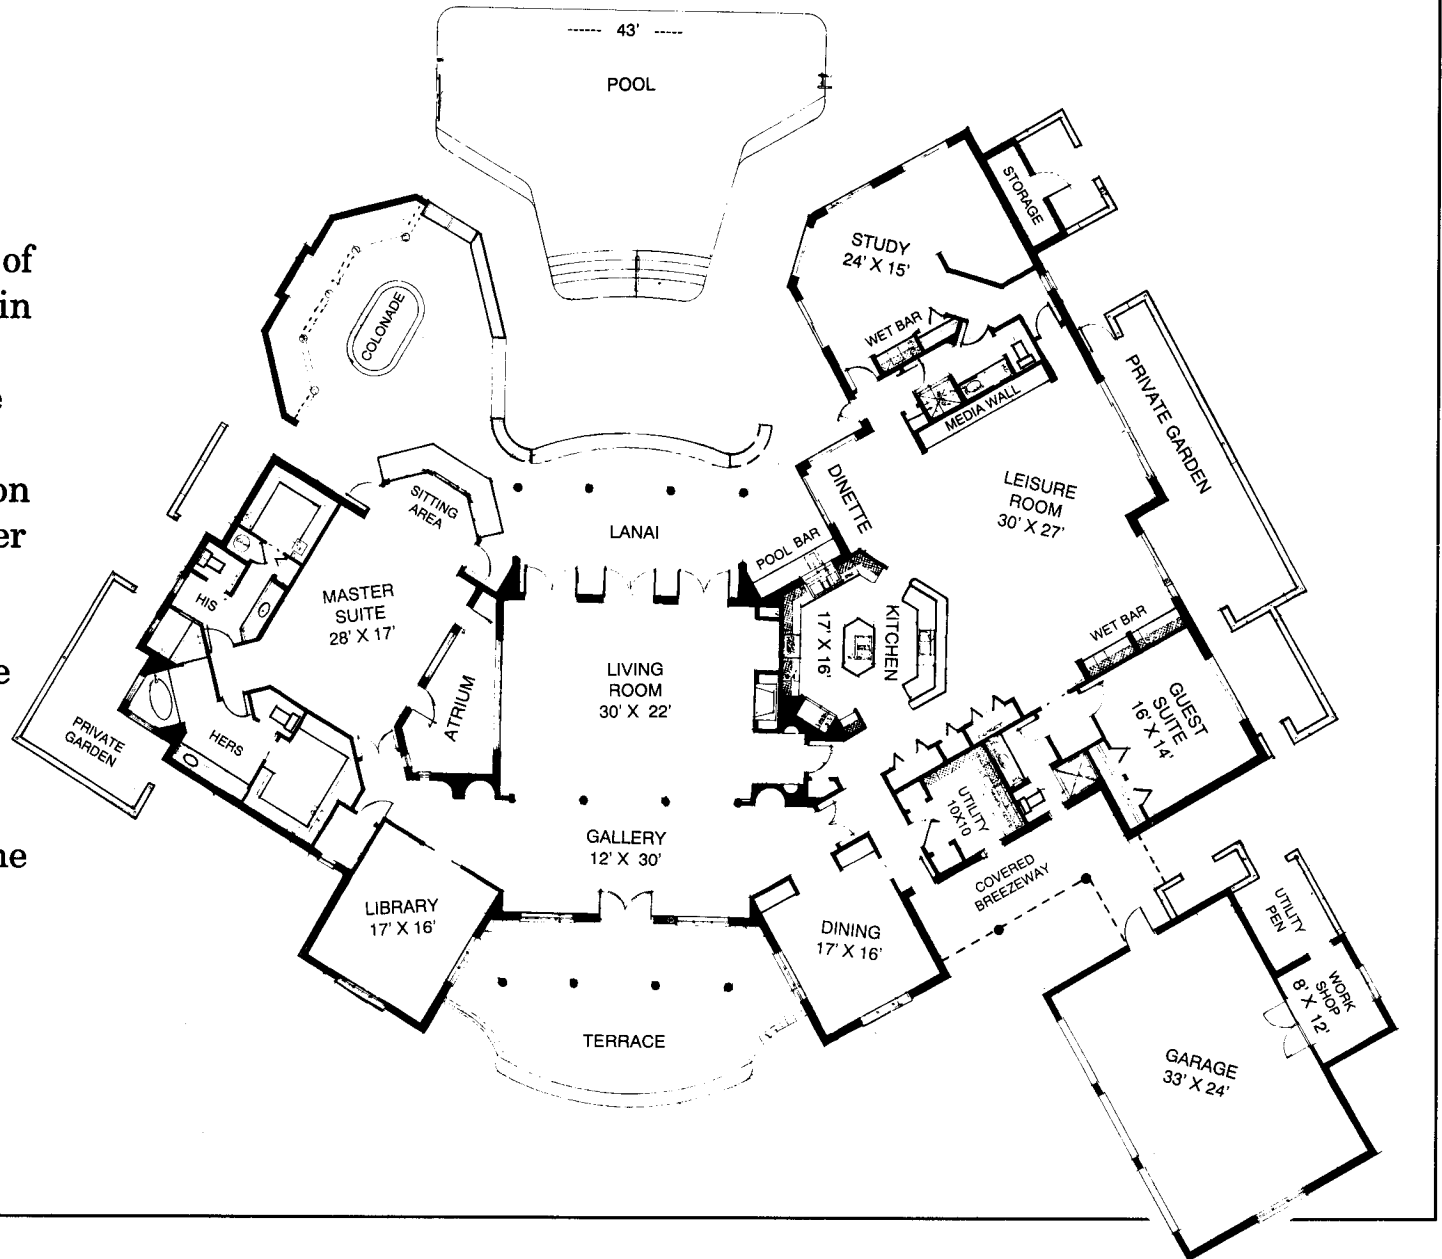 of
in
on
er
e
ne
------ 43' ------
POOL
STORAGE
STUDY
24' X 15'
COLONADE
WET BAR
MEDIA WALL
PRIVATE GARDEN
LEISURE
ROOM
30' X 27'
DINETTE
SITTING
AREA
LANAI
POOL BAR
HIS
MASTER
SUITE
28' X 17'
KITCHEN
17' X 16'
WET BAR
LIVING
ROOM
30' X 22'
ATRIUM
GUEST
SUITE
16' X 14'
PRIVATE
GARDEN
HERS
UTILITY
10X10
GALLERY
12' X 30'
COVERED
BREEZEWAY
LIBRARY
17' X 16'
DINING
17' X 16'
UTILITY
PEN
WORK
SHOP
8' X 12'
TERRACE
GARAGE
33' X 24'